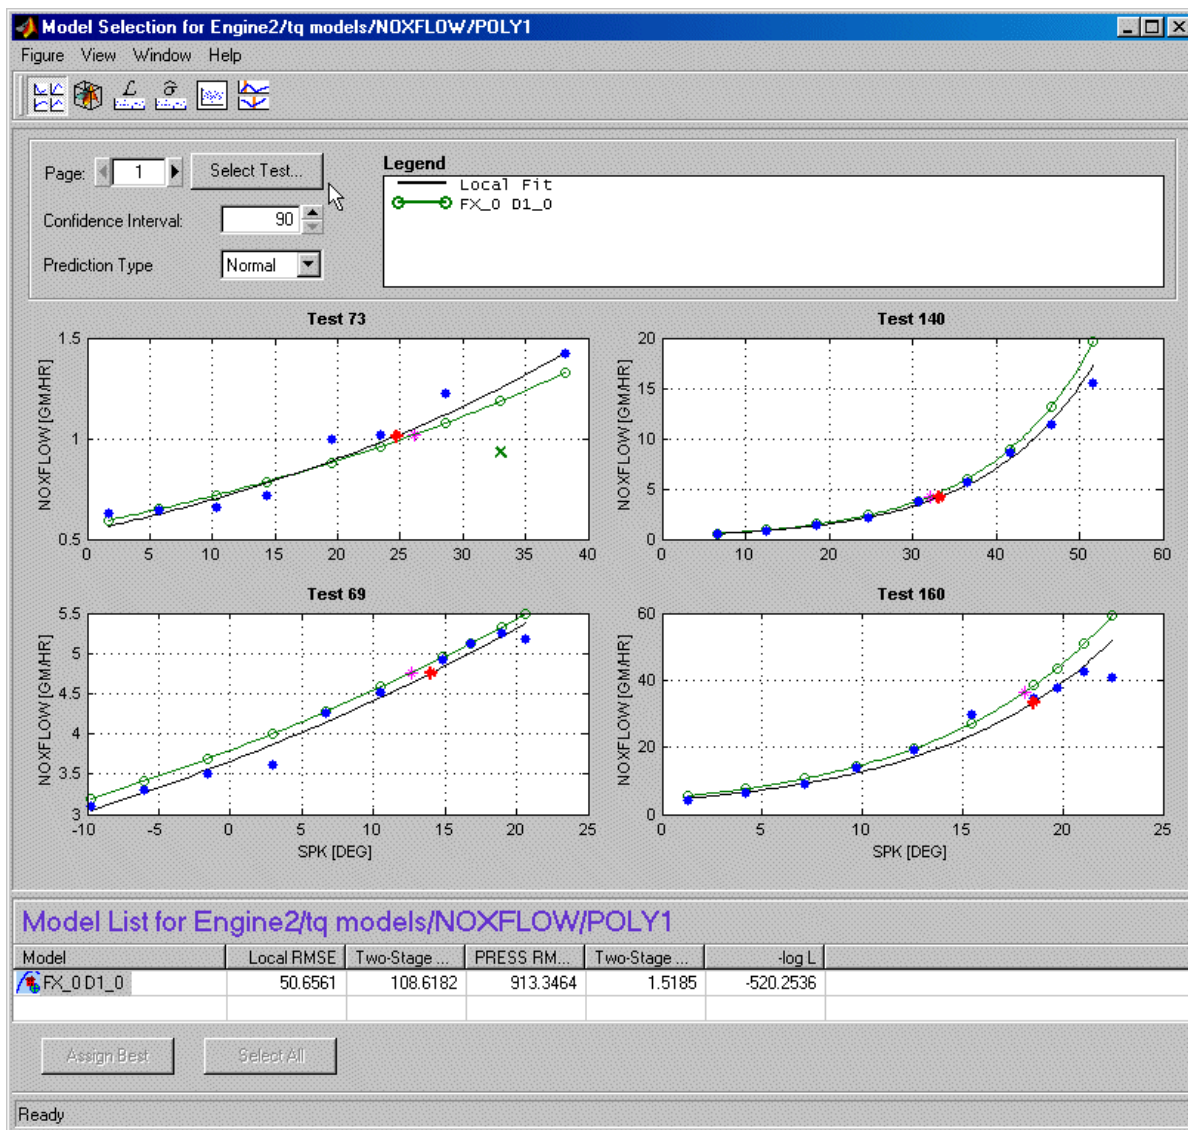 Model Selection for Engine2/tq models/NOXFLOW/POLY1
Figure View Window Help
Page: 1 Select Test...
Confidence Interval: 90
Prediction Type Normal
Legend
Local Fit
FX_0 D1_0
Test 73
NOXFLOW [GM/HR]
1.5
1
0.5
0 5 10 15 20 25 30 35 40
Test 140
NOXFLOW [GM/HR]
20
15
10
5
0
0 10 20 30 40 50 60
Test 69
NOXFLOW [GM/HR]
5.5
5
4.5
4
3.5
3
-10 -5 0 5 10 15 20 25
SPK [DEG]
Test 160
NOXFLOW [GM/HR]
60
40
20
0
0 5 10 15 20 25
SPK [DEG]
Model List for Engine2/tq models/NOXFLOW/POLY1
Model Local RMSE Two-Stage ... PRESS RM... Two-Stage ... -log L
FX_0 D1_0 50.6561 108.6182 913.3464 1.5185 -520.2536
Assign Best Select All
Ready